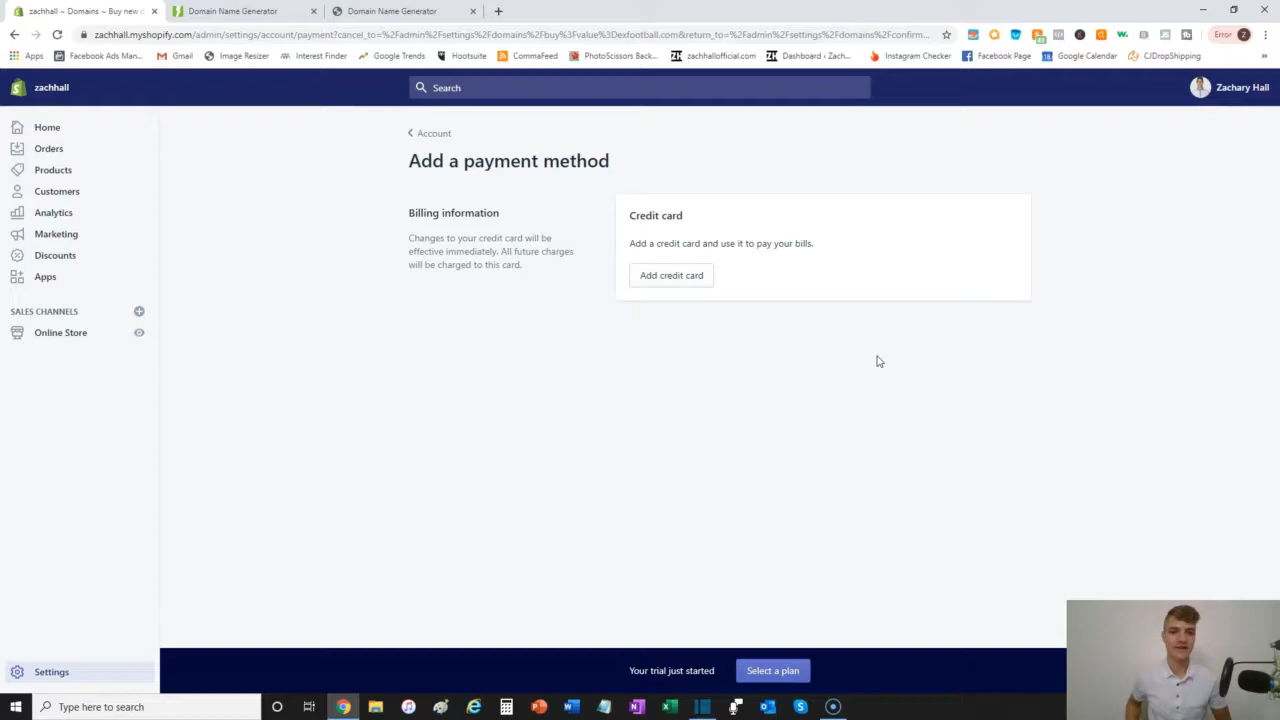 zachhall ~ Domains ~ Buy new d
Domain Name Generator
Domain Name Generator
zachhall.myshopify.com/admin/settings/account/payment?cancel_to=%2Fadmin%2Fsettings%2Fdomains%2Fbuy%3Fvalue%3Dexfootball.com&return_to=%2Fadmin%2Fsettings%2Fdomains%2Fconfirm...
Error
Z
Apps
Facebook Ads Man...
Gmail
Image Resizer
Interest Finder
Google Trends
Hootsuite
CommaFeed
PhotoScissors Back...
zachhallofficial.com
Dashboard ‹ Zach...
Instagram Checker
Facebook Page
Google Calendar
CJDropShipping
zachhall
Search
Zachary Hall
Home
Orders
Products
Customers
Analytics
Marketing
Discounts
Apps
SALES CHANNELS
Online Store
Settings
Account
Add a payment method
Billing information
Changes to your credit card will be
effective immediately. All future charges
will be charged to this card.
Credit card
Add a credit card and use it to pay your bills.
Add credit card
Your trial just started
Select a plan
Type here to search